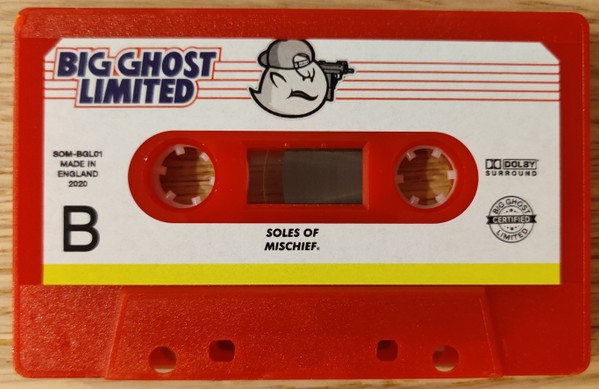 BIG GHOST
LIMITED
SOM-BGL01
MADE IN
ENGLAND
2020
B
SOLES OF
MISCHIEF.
DOLBY
SURROUND
BIG GHOST
CERTIFIED
LIMITED